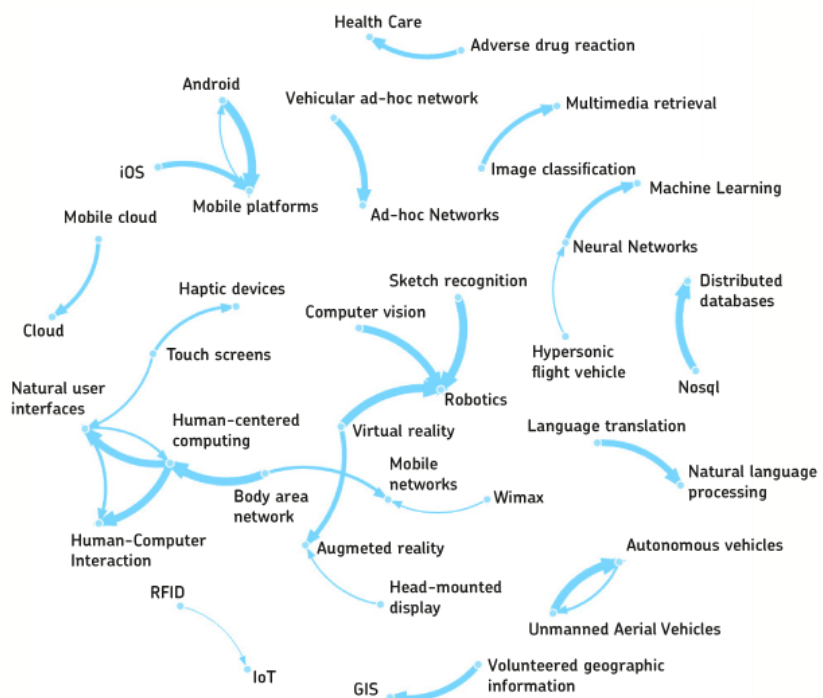 Health Care
Adverse drug reaction
Android
Vehicular ad-hoc network
Multimedia retrieval
iOS
Image classification
Mobile platforms
Ad-hoc Networks
Machine Learning
Mobile cloud
Neural Networks
Haptic devices
Sketch recognition
Distributed
databases
Computer vision
Cloud
Touch screens
Hypersonic
flight vehicle
Nosql
Natural user
interfaces
Robotics
Human-centered
computing
Virtual reality
Language translation
Mobile
networks
Natural language
processing
Body area
network
Wimax
Human-Computer
Interaction
Augmeted reality
Autonomous vehicles
RFID
Head-mounted
display
Unmanned Aerial Vehicles
IoT
GIS
Volunteered geographic
information